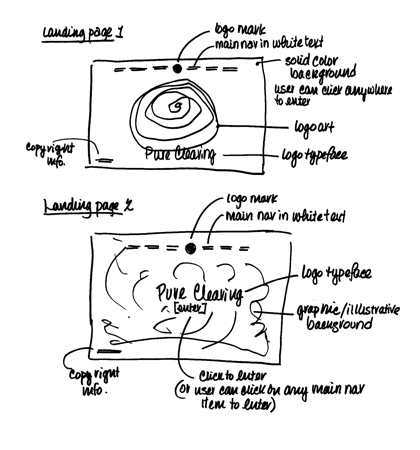 Landing page 1
logo mark
main nav in white text
solid color
background
user can click anywhere
to enter
logo art
Pure Clearing
logo typeface
copyright
info.
Landing page 2
logo mark
main nav in white text
logo typeface
Pure Clearing
[enter]
graphic/illustrative
background
copyright
info.
click to enter
(or user can click on any main nav
item to enter)